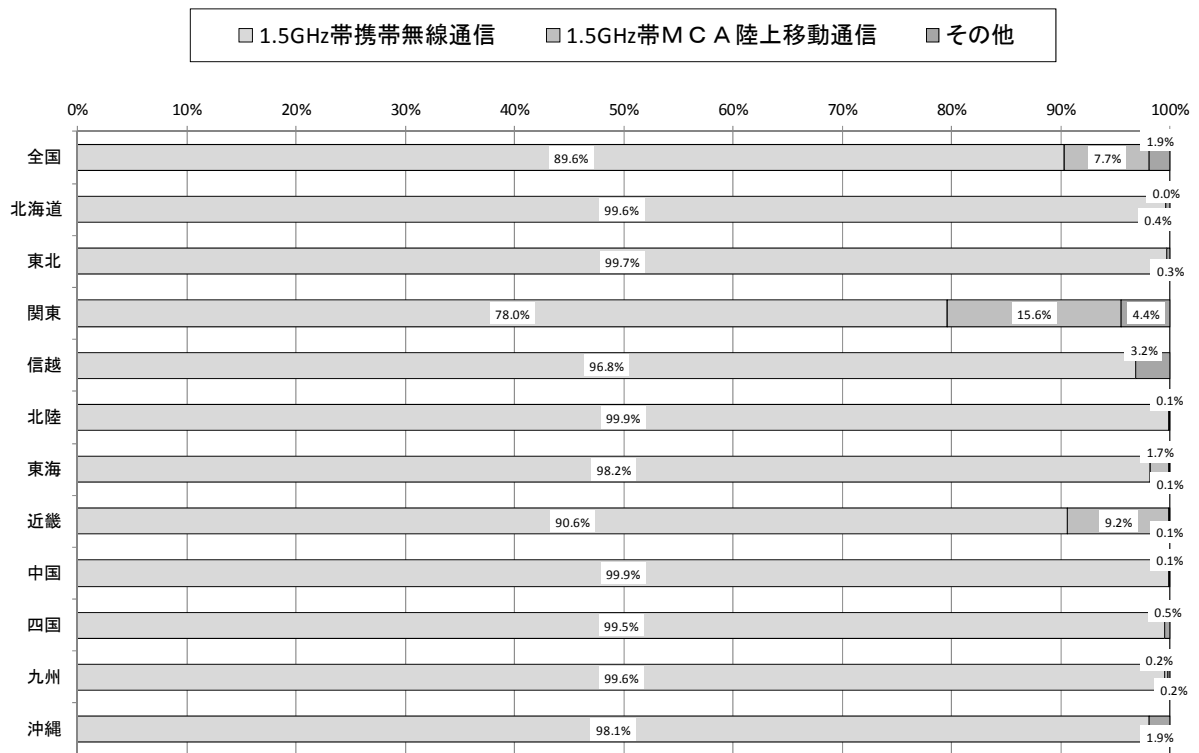 1.5GHz帯携帯無線通信 1.5GHz帯ＭＣＡ陸上移動通信 その他
0% 10% 20% 30% 40% 50% 60% 70% 80% 90% 100%
1.9%
全国 89.6% 7.7%
0.0%
北海道 99.6%
0.4%
東北 99.7%
0.3%
関東 78.0% 15.6% 4.4%
3.2%
信越 96.8%
0.1%
北陸 99.9%
1.7%
東海 98.2%
0.1%
近畿 90.6% 9.2%
0.1%
0.1%
中国 99.9%
0.5%
四国 99.5%
0.2%
九州 99.6%
0.2%
沖縄 98.1%
1.9%